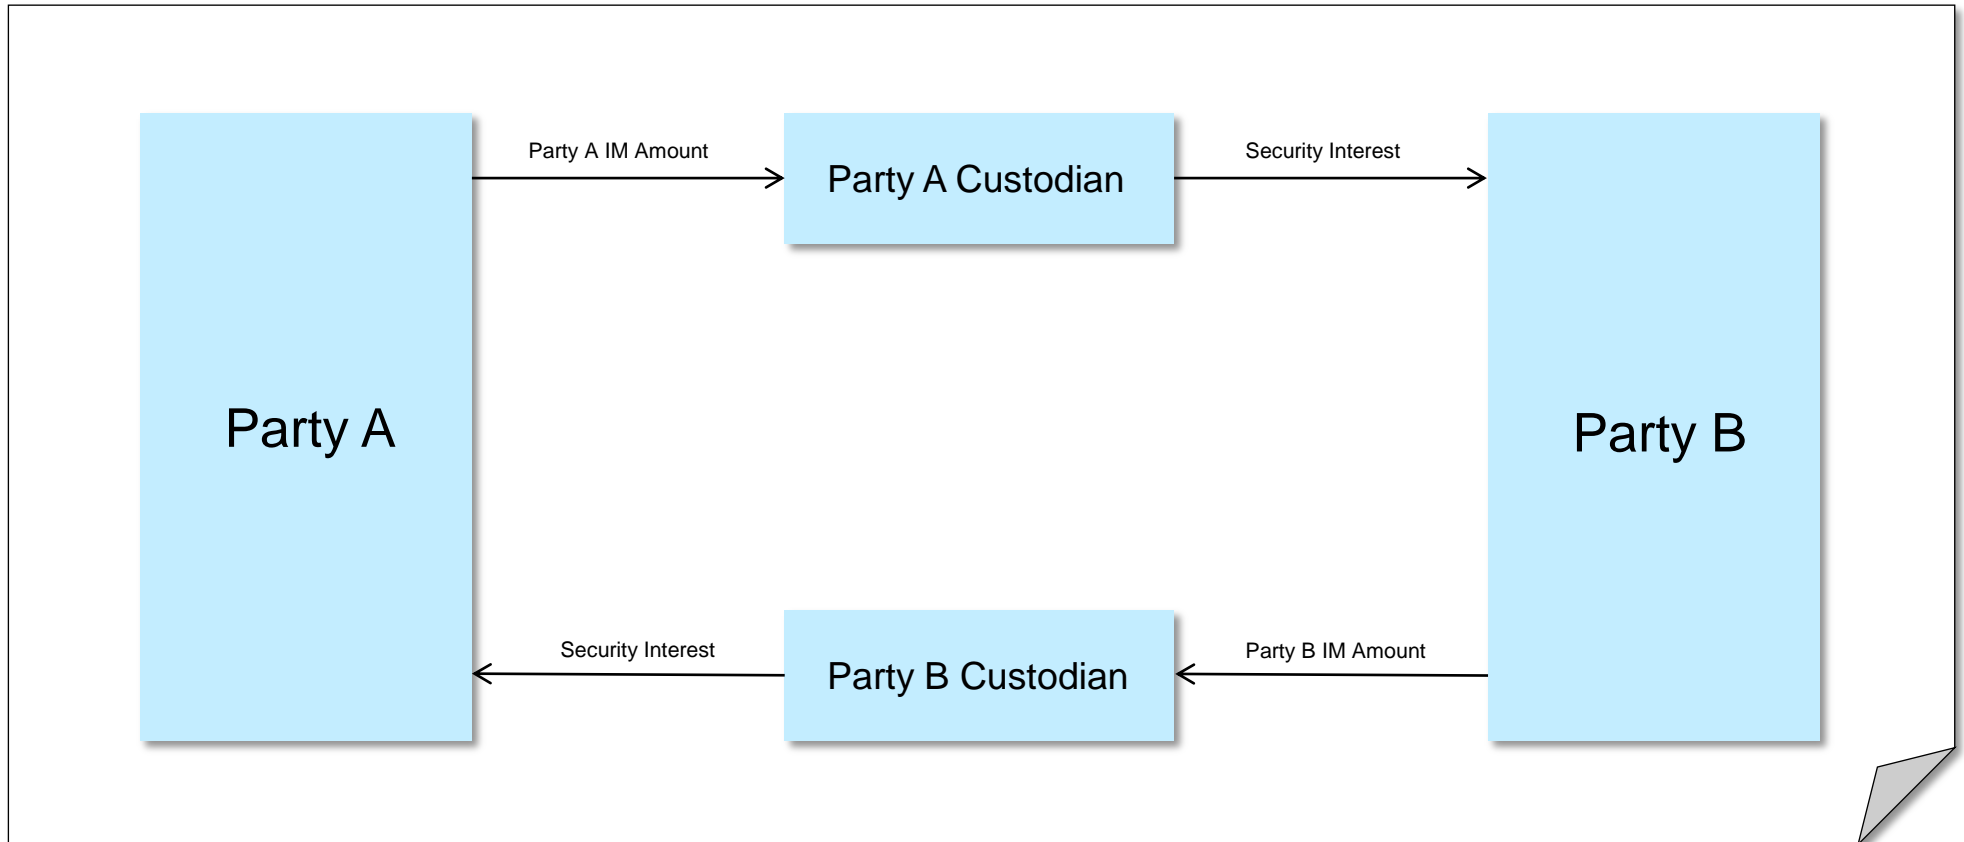 Party A IM Amount
Security Interest
Party A Custodian
Party A
Party B
Security Interest
Party B IM Amount
Party B Custodian